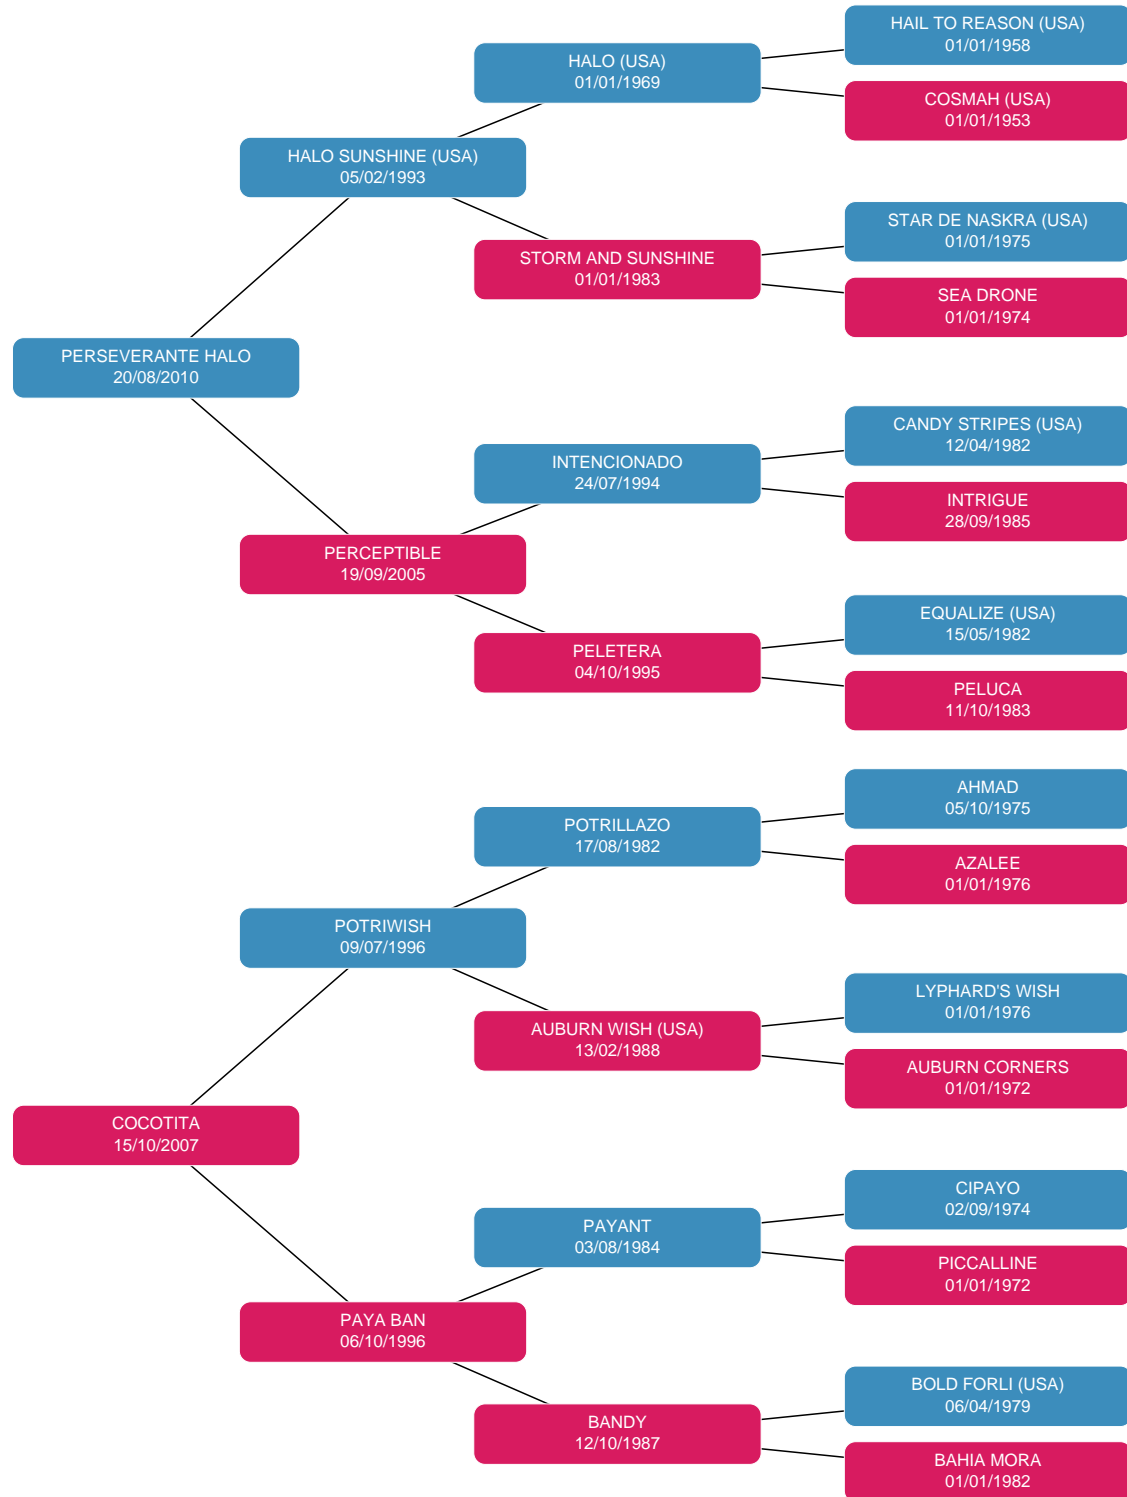 HAIL TO REASON (USA)
01/01/1958
HALO (USA)
01/01/1969
COSMAH (USA)
01/01/1953
HALO SUNSHINE (USA)
05/02/1993
STAR DE NASKRA (USA)
01/01/1975
STORM AND SUNSHINE
01/01/1983
SEA DRONE
01/01/1974
PERSEVERANTE HALO
20/08/2010
CANDY STRIPES (USA)
12/04/1982
INTENCIONADO
24/07/1994
INTRIGUE
28/09/1985
PERCEPTIBLE
19/09/2005
EQUALIZE (USA)
15/05/1982
PELETERA
04/10/1995
PELUCA
11/10/1983
AHMAD
05/10/1975
POTRILLAZO
17/08/1982
AZALEE
01/01/1976
POTRIWISH
09/07/1996
LYPHARD'S WISH
01/01/1976
AUBURN WISH (USA)
13/02/1988
AUBURN CORNERS
01/01/1972
COCOTITA
15/10/2007
CIPAYO
02/09/1974
PAYANT
03/08/1984
PICCALLINE
01/01/1972
PAYA BAN
06/10/1996
BOLD FORLI (USA)
06/04/1979
BANDY
12/10/1987
BAHIA MORA
01/01/1982